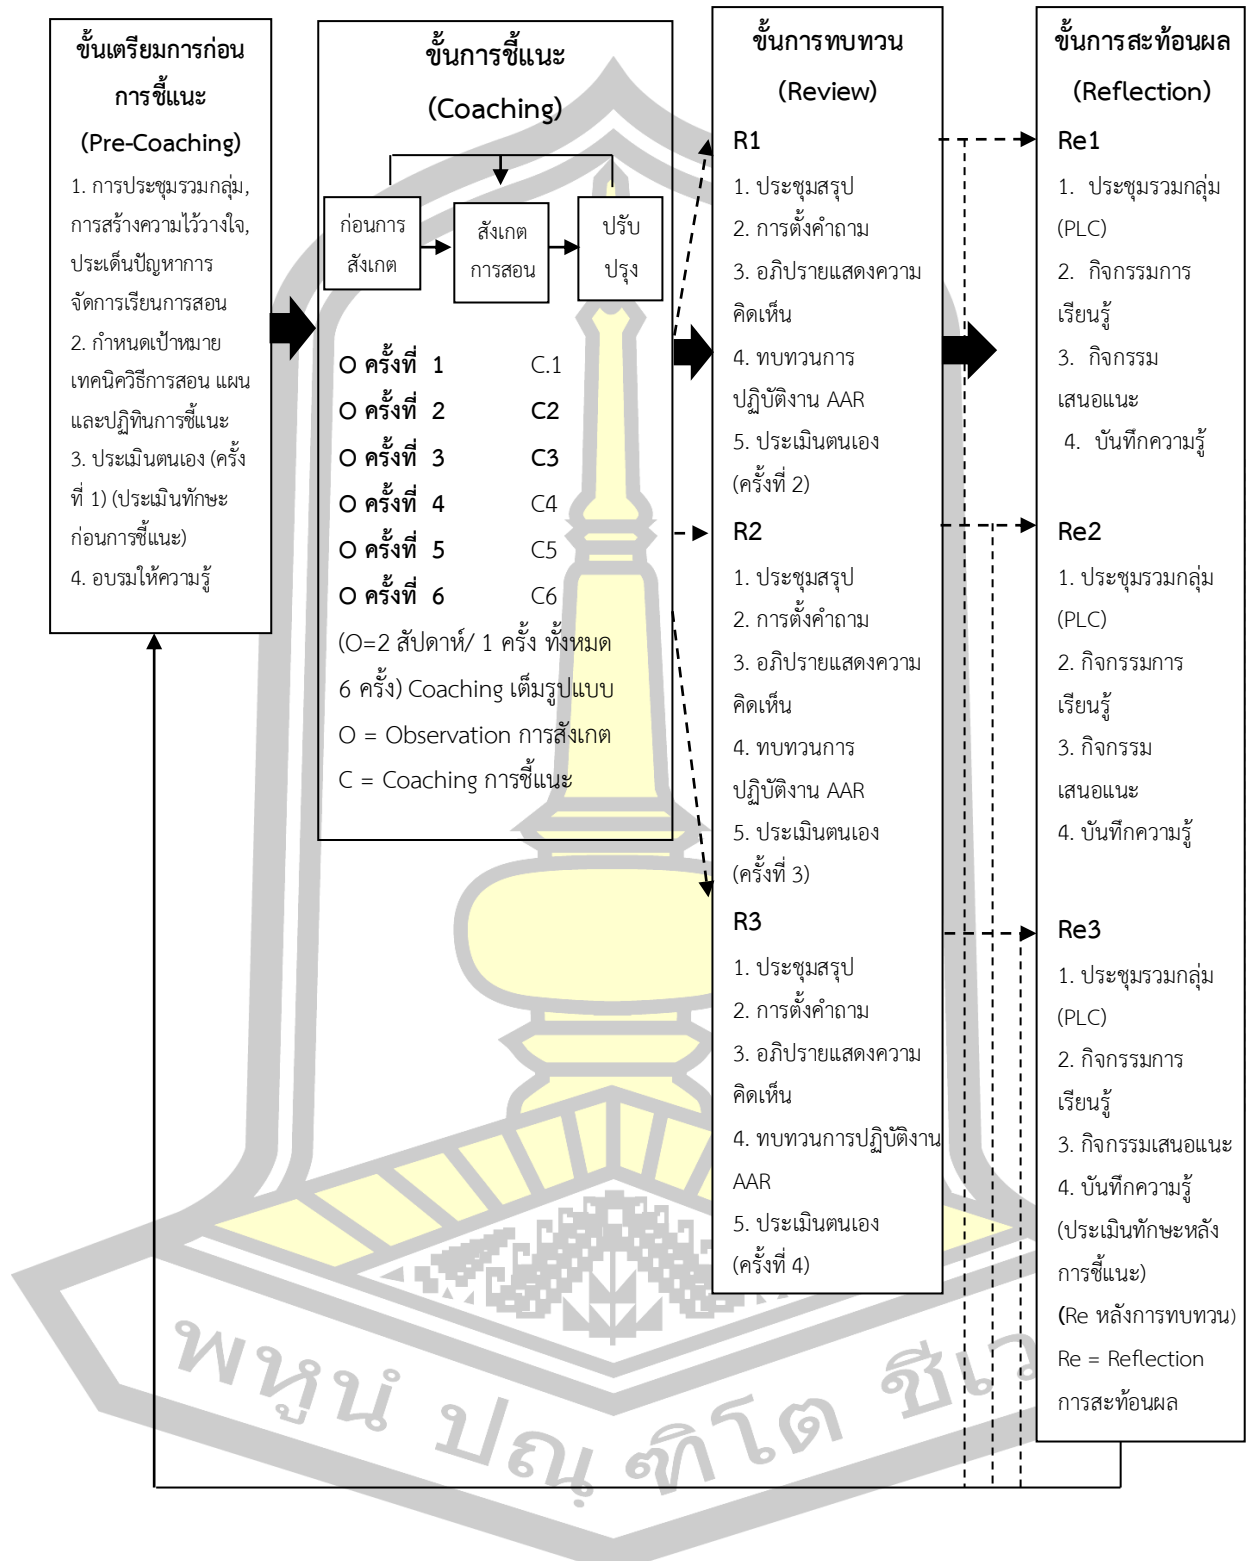 ขั้นเตรียมการก่อน
การชี้แนะ
(Pre-Coaching)
1. การประชุมรวมกลุ่ม,
การสร้างความไว้วางใจ,
ประเด็นปัญหาการ
จัดการเรียนการสอน
2. กำหนดเป้าหมาย
เทคนิควิธีการสอน แผน
และปฏิทินการชี้แนะ
3. ประเมินตนเอง (ครั้ง
ที่ 1) (ประเมินทักษะ
ก่อนการชี้แนะ)
4. อบรมให้ความรู้
ขั้นการชี้แนะ
(Coaching)
ก่อนการ
สังเกต
สังเกต
การสอน
ปรับ
ปรุง
O ครั้งที่ 1 C.1
O ครั้งที่ 2 C2
O ครั้งที่ 3 C3
O ครั้งที่ 4 C4
O ครั้งที่ 5 C5
O ครั้งที่ 6 C6
(O=2 สัปดาห์/ 1 ครั้ง ทั้งหมด
6 ครั้ง) Coaching เต็มรูปแบบ
O = Observation การสังเกต
C = Coaching การชี้แนะ
ขั้นการทบทวน
(Review)
R1
1. ประชุมสรุป
2. การตั้งคำถาม
3. อภิปรายแสดงความ
คิดเห็น
4. ทบทวนการ
ปฏิบัติงาน AAR
5. ประเมินตนเอง
(ครั้งที่ 2)
R2
1. ประชุมสรุป
2. การตั้งคำถาม
3. อภิปรายแสดงความ
คิดเห็น
4. ทบทวนการ
ปฏิบัติงาน AAR
5. ประเมินตนเอง
(ครั้งที่ 3)
R3
1. ประชุมสรุป
2. การตั้งคำถาม
3. อภิปรายแสดงความ
คิดเห็น
4. ทบทวนการปฏิบัติงาน
AAR
5. ประเมินตนเอง
(ครั้งที่ 4)
ขั้นการสะท้อนผล
(Reflection)
Re1
1. ประชุมรวมกลุ่ม
(PLC)
2. กิจกรรมการ
เรียนรู้
3. กิจกรรม
เสนอแนะ
4. บันทึกความรู้
Re2
1. ประชุมรวมกลุ่ม
(PLC)
2. กิจกรรมการ
เรียนรู้
3. กิจกรรม
เสนอแนะ
4. บันทึกความรู้
Re3
1. ประชุมรวมกลุ่ม
(PLC)
2. กิจกรรมการ
เรียนรู้
3. กิจกรรมเสนอแนะ
4. บันทึกความรู้
(ประเมินทักษะหลัง
การชี้แนะ)
(Re หลังการทบทวน)
Re = Reflection
การสะท้อนผล
พหูนํ ปณฺฑิโต ชีเว